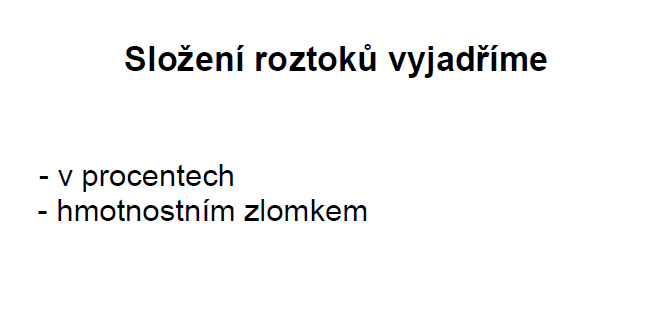 Složení roztoků vyjadříme
- v procentech
- hmotnostním zlomkem